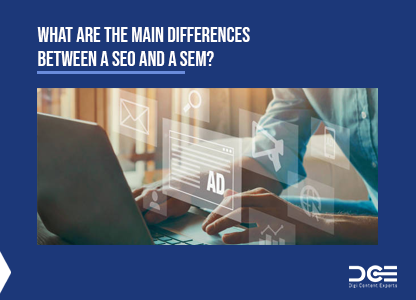 WHAT ARE THE MAIN DIFFERENCES
BETWEEN A SEO AND A SEM?
AD
DCE
Digi Content Experts